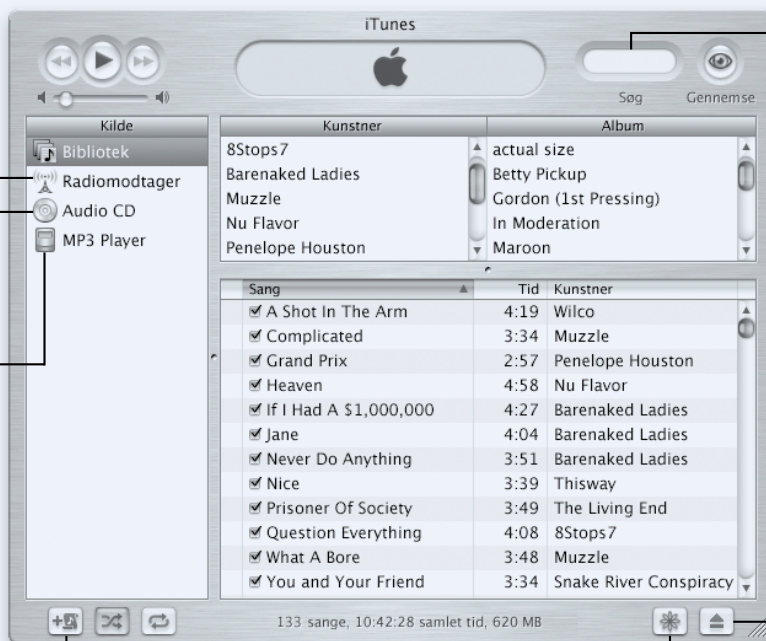 iTunes
Søg Gennemse
Kilde
Bibliotek
Radiomodtager
Audio CD
MP3 Player
Kunstner Album
8Stops7 actual size
Barenaked Ladies Betty Pickup
Muzzle Gordon (1st Pressing)
Nu Flavor In Moderation
Penelope Houston Maroon
Sang Tid Kunstner
A Shot In The Arm 4:19 Wilco
Complicated 3:34 Muzzle
Grand Prix 2:57 Penelope Houston
Heaven 4:58 Nu Flavor
If I Had A $1,000,000 4:27 Barenaked Ladies
Jane 4:04 Barenaked Ladies
Never Do Anything 3:51 Barenaked Ladies
Nice 3:39 Thisway
Prisoner Of Society 3:49 The Living End
Question Everything 4:08 8Stops7
What A Bore 3:48 Muzzle
You and Your Friend 3:34 Snake River Conspiracy
133 sange, 10:42:28 samlet tid, 620 MB